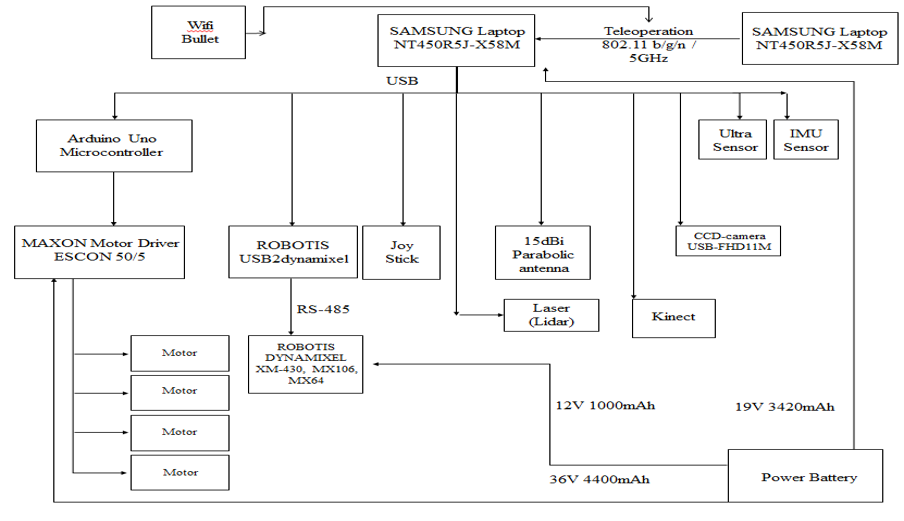 Wifi
Bullet
SAMSUNG Laptop
NT450R5J-X58M
Teleoperation
802.11 b/g/n /
5GHz
SAMSUNG Laptop
NT450R5J-X58M
USB
Arduino Uno
Microcontroller
Ultra
Sensor
IMU
Sensor
MAXON Motor Driver
ESCON 50/5
ROBOTIS
USB2dynamixel
Joy
Stick
15dBi
Parabolic
antenna
CCD-camera
USB-FHD11M
RS-485
Laser
(Lidar)
Kinect
Motor
Motor
Motor
Motor
ROBOTIS
DYNAMIXEL
XM-430, MX106,
MX64
12V 1000mAh
19V 3420mAh
36V 4400mAh
Power Battery